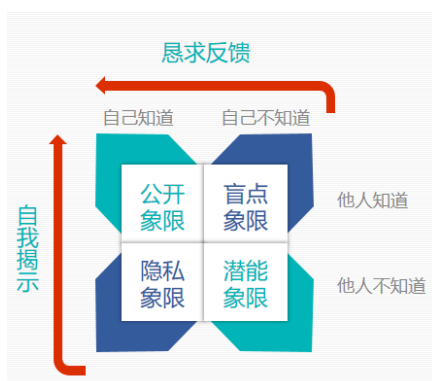 恳求反馈
自己知道
自己不知道
公开
象限
盲点
象限
他人知道
自我揭示
隐私
象限
潜能
象限
他人不知道